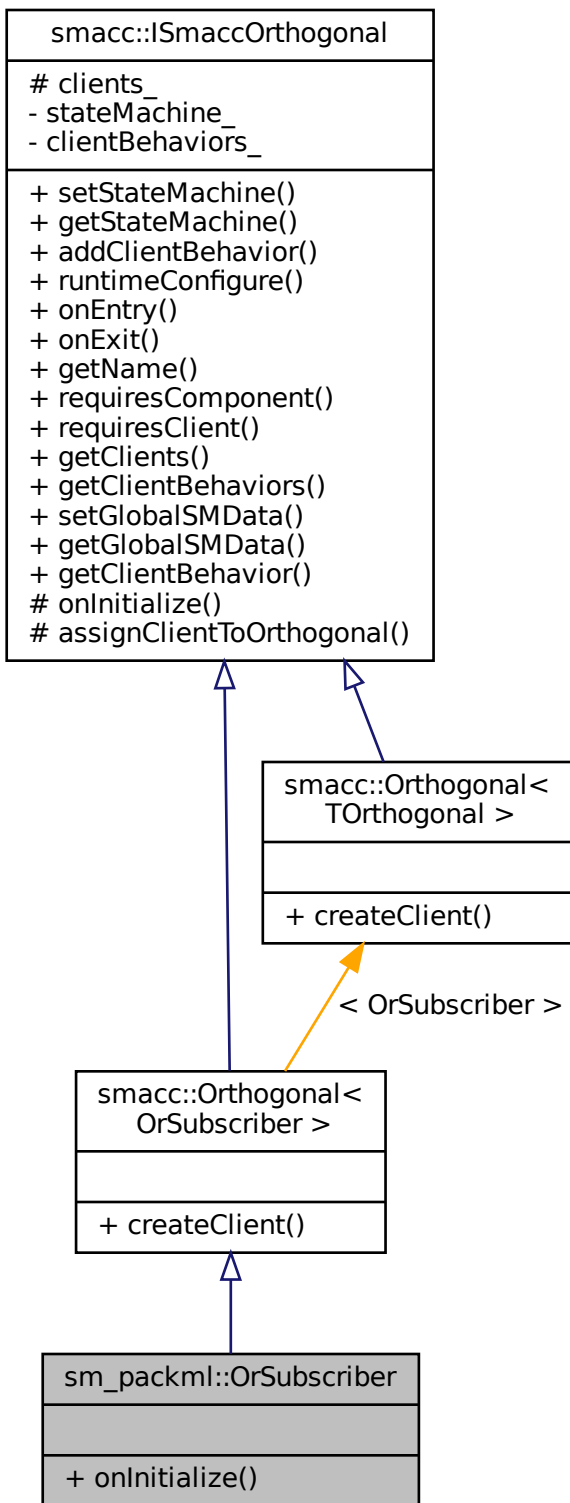 smacc::ISmaccOrthogonal
# clients_
- stateMachine_
- clientBehaviors_
+ setStateMachine()
+ getStateMachine()
+ addClientBehavior()
+ runtimeConfigure()
+ onEntry()
+ onExit()
+ getName()
+ requiresComponent()
+ requiresClient()
+ getClients()
+ getClientBehaviors()
+ setGlobalSMData()
+ getGlobalSMData()
+ getClientBehavior()
# onInitialize()
# assignClientToOrthogonal()
smacc::Orthogonal<
TOrthogonal >
+ createClient()
< OrSubscriber >
smacc::Orthogonal<
OrSubscriber >
+ createClient()
sm_packml::OrSubscriber
+ onInitialize()